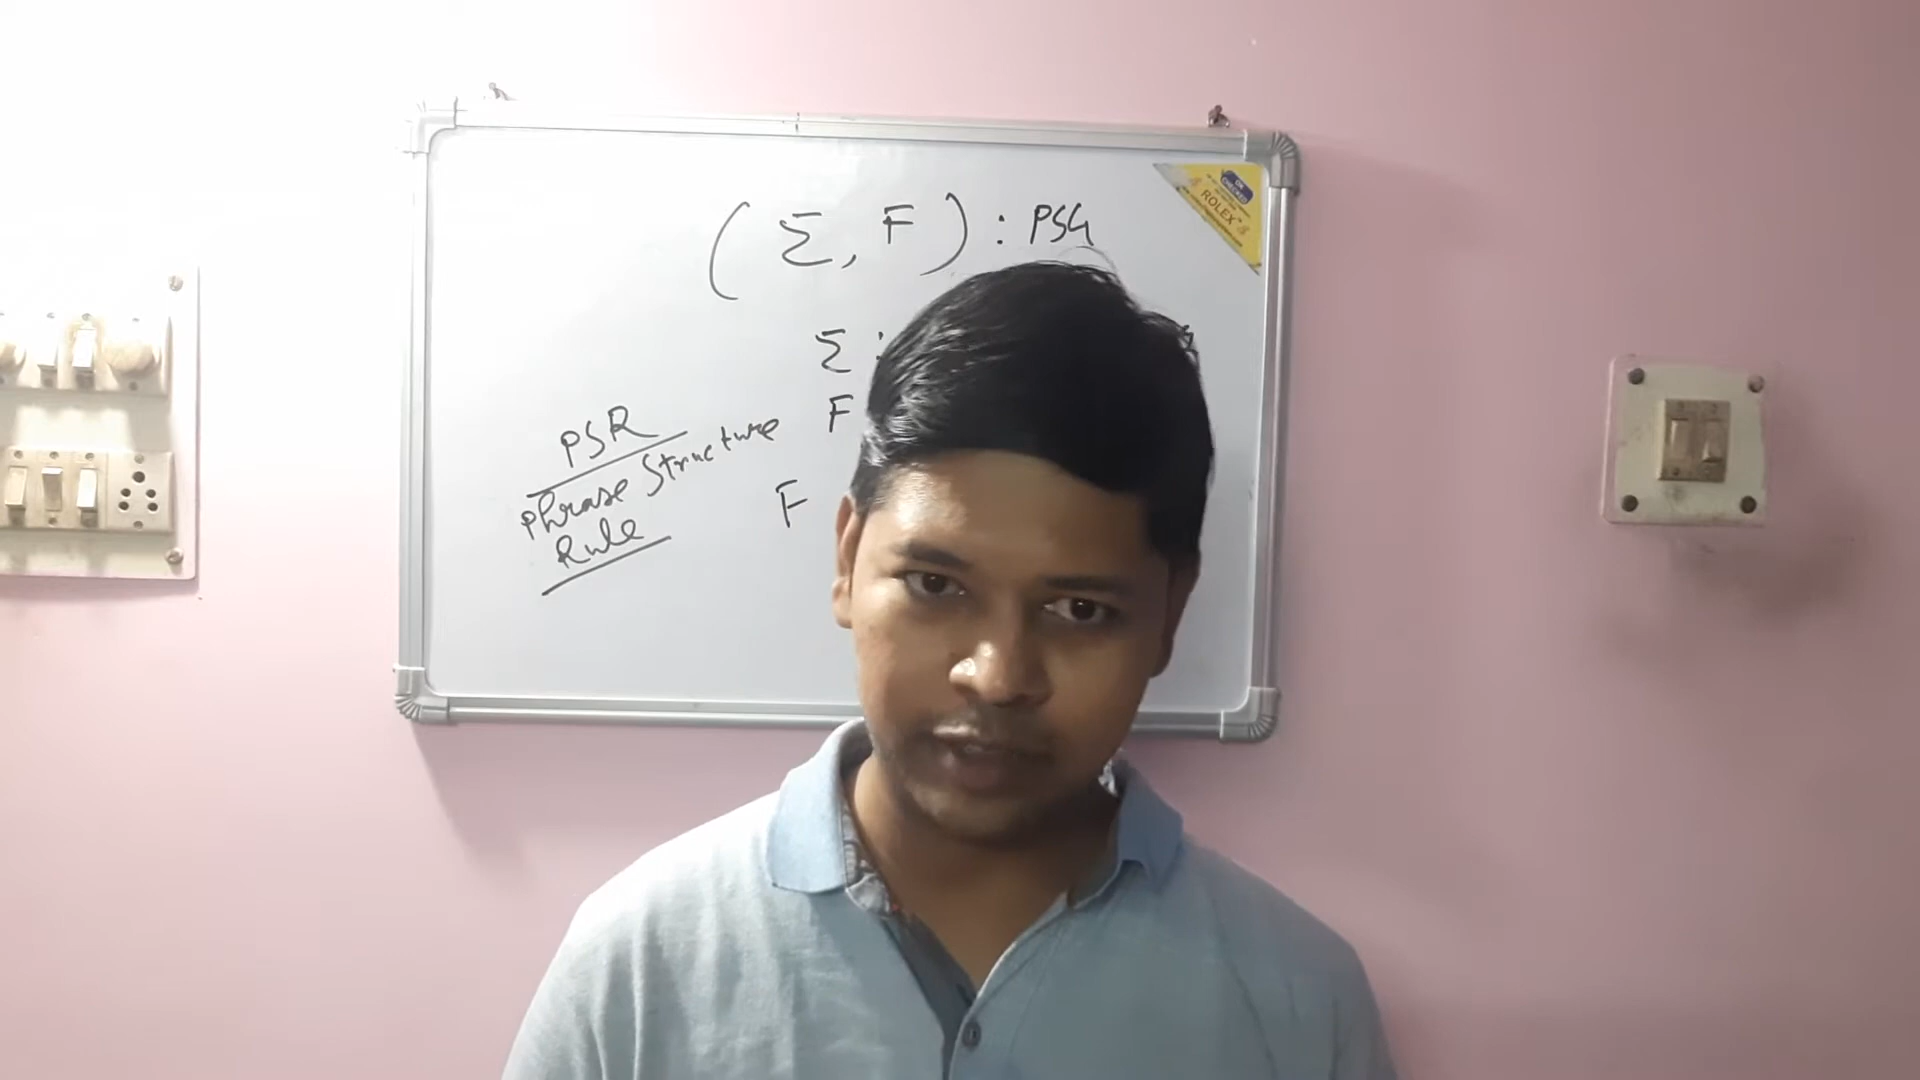 (Σ, F) : PSG
Σ :
F
PSR
Phrase Structure
Rule
F
ROLEX